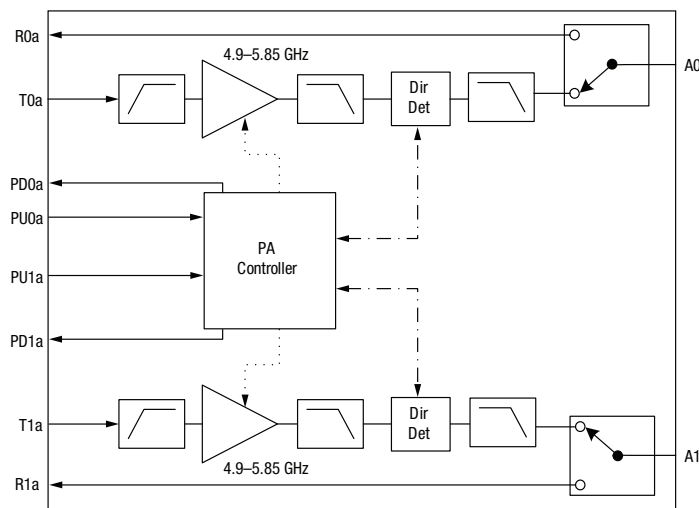 R0a
4.9–5.85 GHz
A0
T0a
Dir
Det
PD0a
PU0a
PA
Controller
PU1a
PD1a
T1a
Dir
Det
A1
4.9–5.85 GHz
R1a